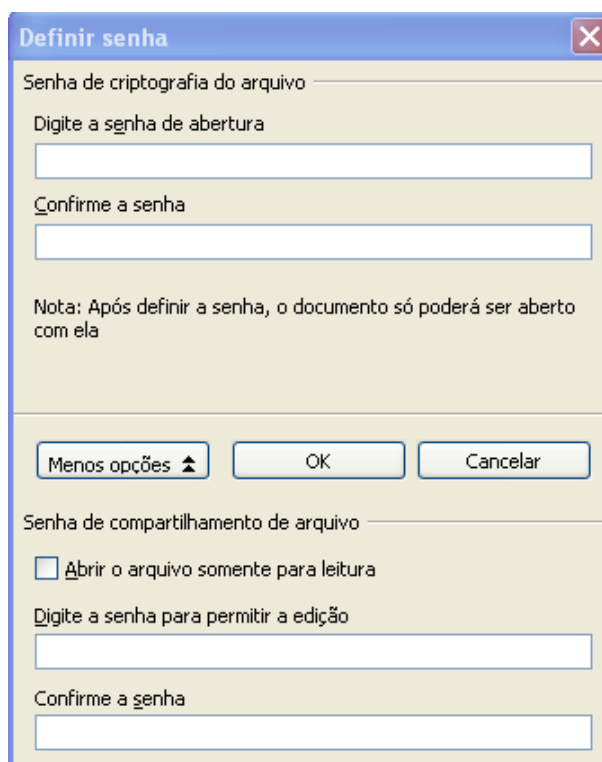 Definir senha
Senha de criptografia do arquivo
Digite a senha de abertura
Confirme a senha
Nota: Após definir a senha, o documento só poderá ser aberto
com ela
Menos opções OK Cancelar
Senha de compartilhamento de arquivo
Abrir o arquivo somente para leitura
Digite a senha para permitir a edição
Confirme a senha